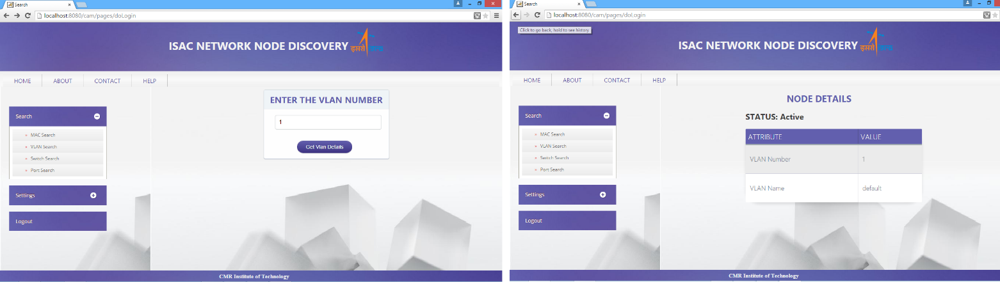 Search
localhost:8080/cam/pages/doLogin
ISAC NETWORK NODE DISCOVERY
इसरो isro
HOME ABOUT CONTACT HELP
ENTER THE VLAN NUMBER
1
Get Vlan Details
Search
» MAC Search
» VLAN Search
» Switch Search
» Port Search
Settings
Logout
CMR Institute of Technology
Search
localhost:8080/cam/pages/doLogin
Click to go back, hold to see history
ISAC NETWORK NODE DISCOVERY
इसरो isro
HOME ABOUT CONTACT HELP
Search
» MAC Search
» VLAN Search
» Switch Search
» Port Search
Settings
Logout
NODE DETAILS
STATUS: Active
ATTRIBUTE VALUE
VLAN Number 1
VLAN Name default
CMR Institute of Technology